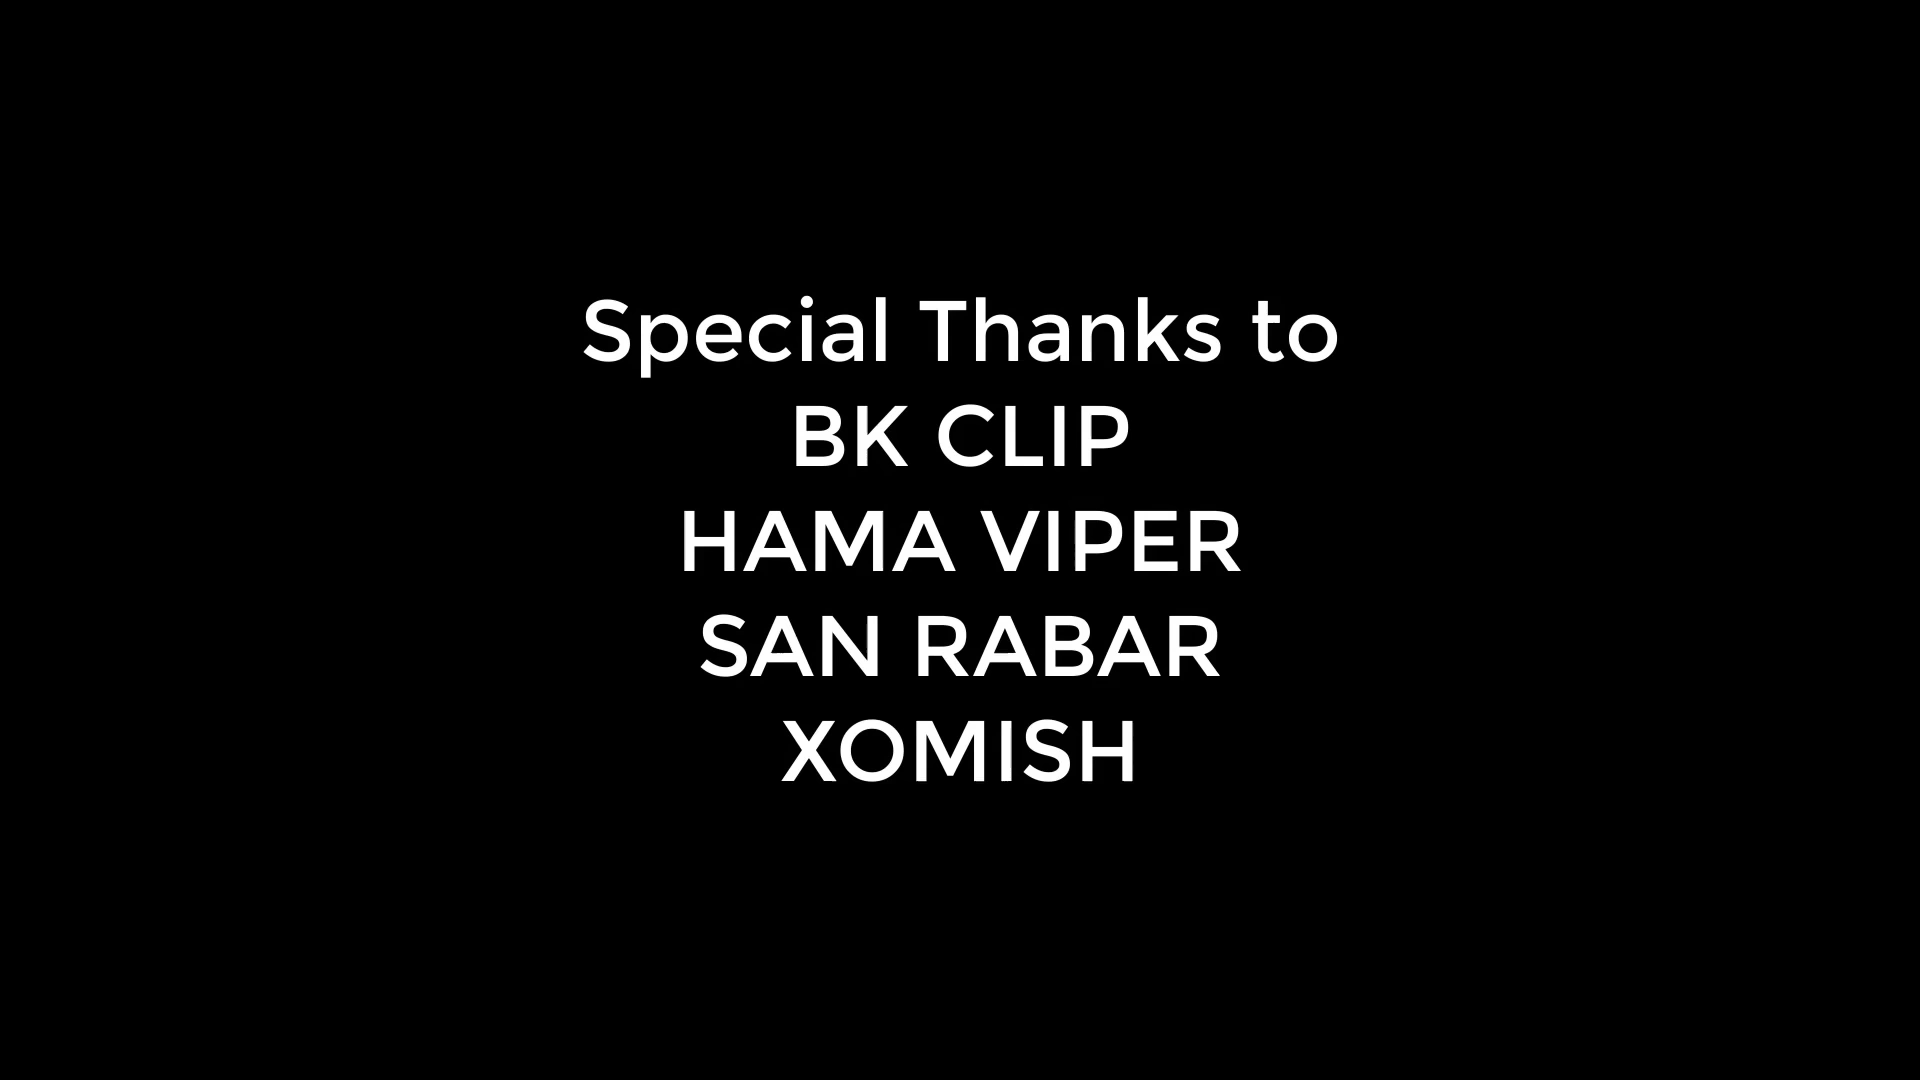 Special Thanks to
BK CLIP
HAMA VIPER
SAN RABAR
XOMISH